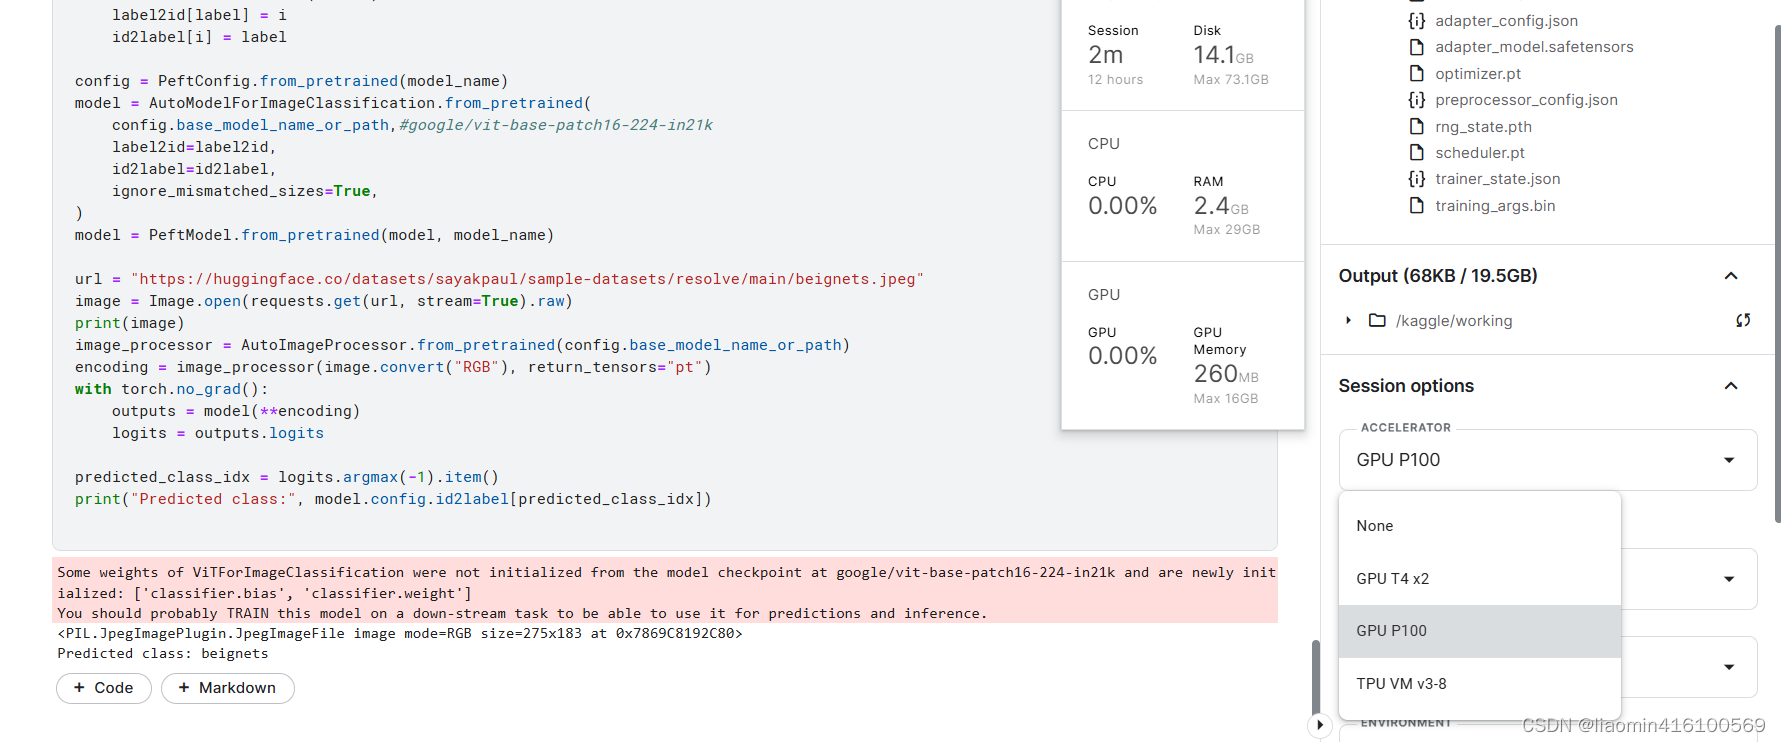 label2id[label] = i
id2label[i] = label
config = PeftConfig.from_pretrained(model_name)
model = AutoModelForImageClassification.from_pretrained(
config.base_model_name_or_path,#google/vit-base-patch16-224-in21k
label2id=label2id,
id2label=id2label,
ignore_mismatched_sizes=True,
)
model = PeftModel.from_pretrained(model, model_name)
url = "https://huggingface.co/datasets/sayakpaul/sample-datasets/resolve/main/beignets.jpeg"
image = Image.open(requests.get(url, stream=True).raw)
print(image)
image_processor = AutoImageProcessor.from_pretrained(config.base_model_name_or_path)
encoding = image_processor(image.convert("RGB"), return_tensors="pt")
with torch.no_grad():
outputs = model(**encoding)
logits = outputs.logits
predicted_class_idx = logits.argmax(-1).item()
print("Predicted class:", model.config.id2label[predicted_class_idx])
Some weights of ViTForImageClassification were not initialized from the model checkpoint at google/vit-base-patch16-224-in21k and are newly init
ialized: ['classifier.bias', 'classifier.weight']
You should probably TRAIN this model on a down-stream task to be able to use it for predictions and inference.
<PIL.JpegImagePlugin.JpegImageFile image mode=RGB size=275x183 at 0x7869C8192C80>
Predicted class: beignets
+ Code + Markdown
Session Disk
2m 14.1GB
12 hours Max 73.1GB
CPU
CPU RAM
0.00% 2.4GB
Max 29GB
GPU
GPU GPU
Memory
0.00% 260MB
Max 16GB
adapter_config.json
adapter_model.safetensors
optimizer.pt
preprocessor_config.json
rng_state.pth
scheduler.pt
trainer_state.json
training_args.bin
Output (68KB / 19.5GB)
/kaggle/working
Session options
ACCELERATOR
GPU P100
None
GPU T4 x2
GPU P100
TPU VM v3-8
ENVIRONMENT
CSDN @liaomin416100569